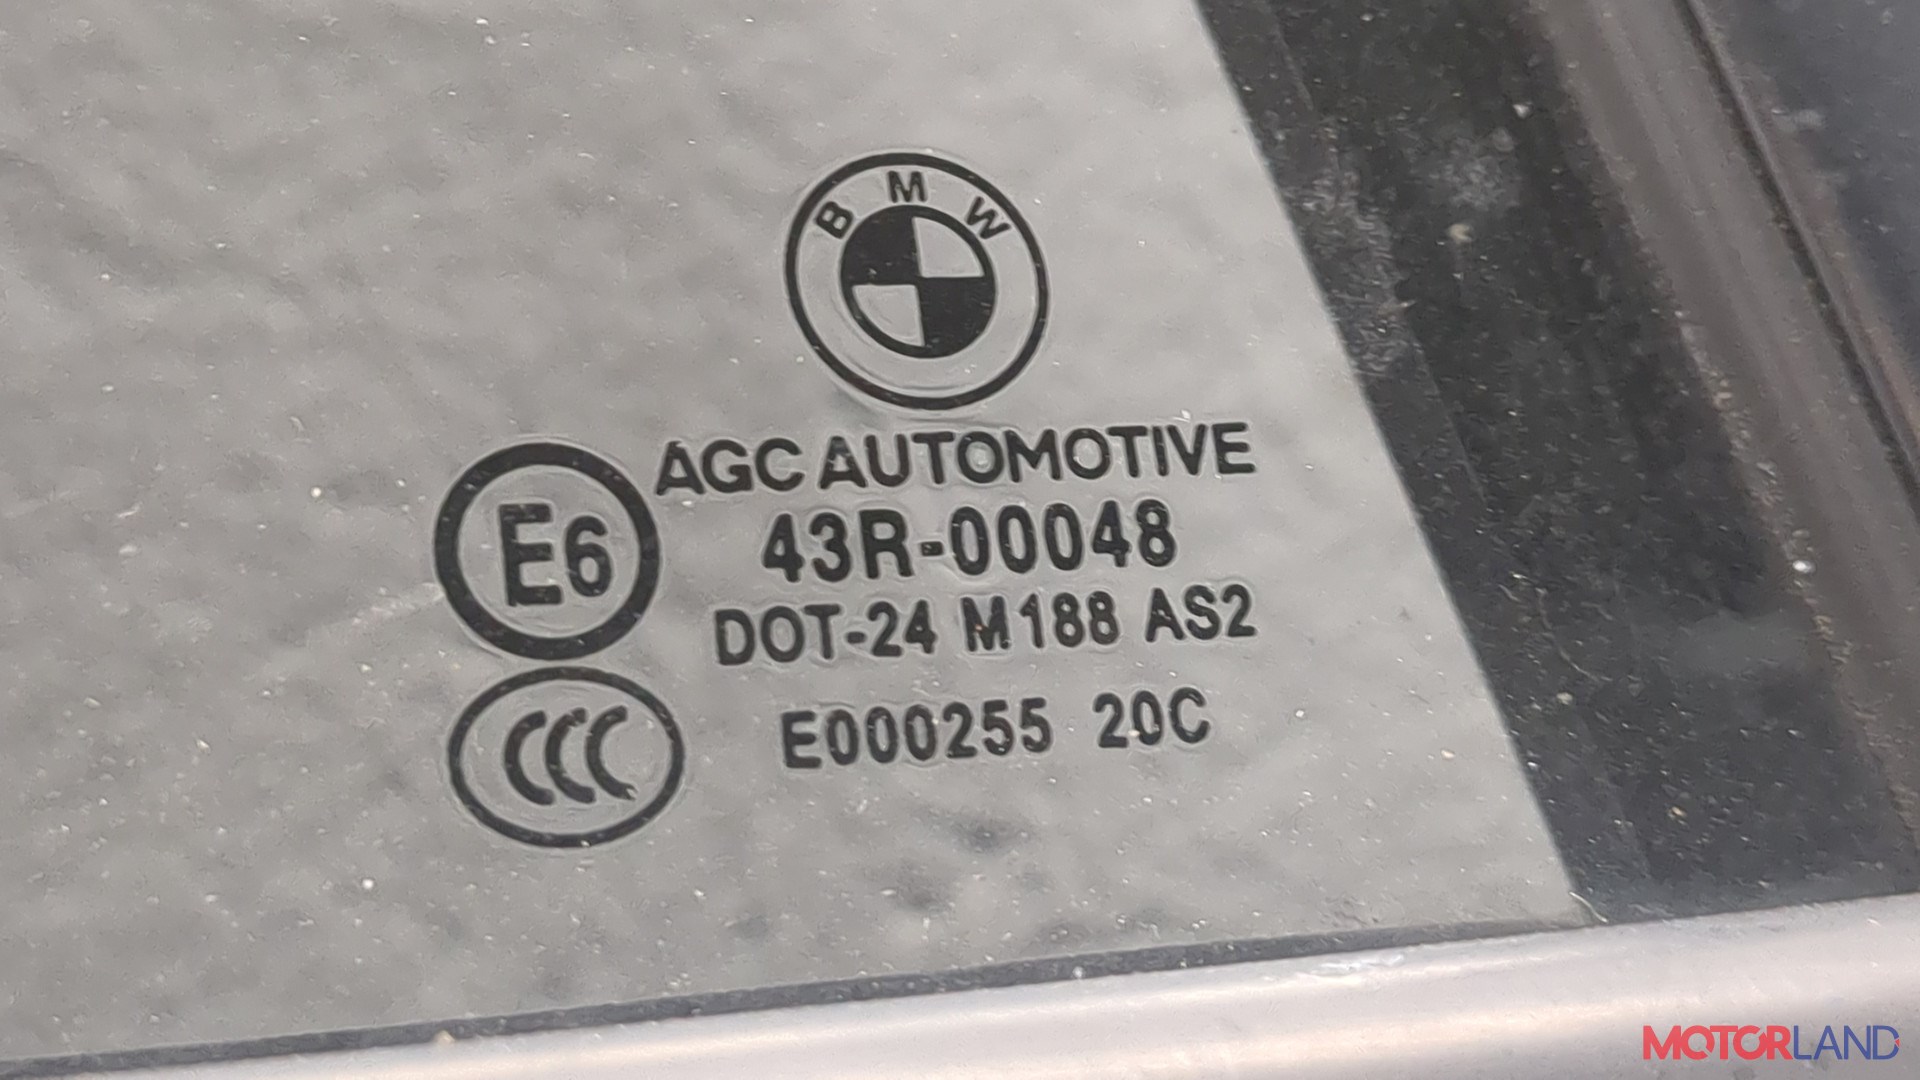 BMW
AGC AUTOMOTIVE
E6
43R-00048
DOT-24 M188 AS2
CCC
E000255 20C
MOTORLAND